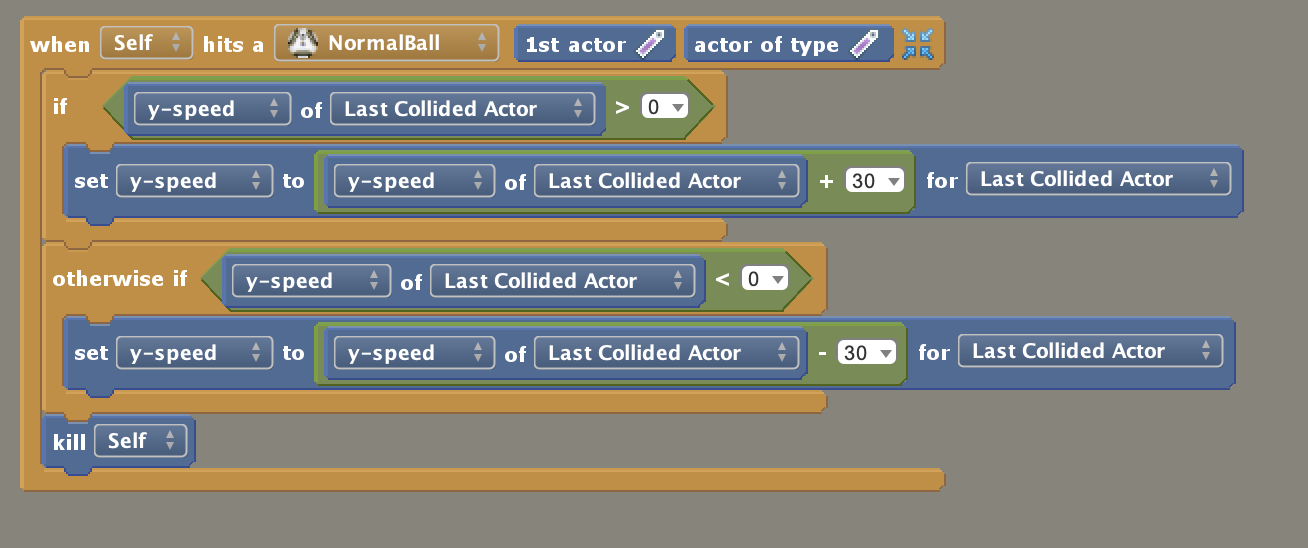 when Self hits a NormalBall 1st actor actor of type
if y-speed of Last Collided Actor > 0
set y-speed to y-speed of Last Collided Actor + 30 for Last Collided Actor
otherwise if y-speed of Last Collided Actor < 0
set y-speed to y-speed of Last Collided Actor - 30 for Last Collided Actor
kill Self